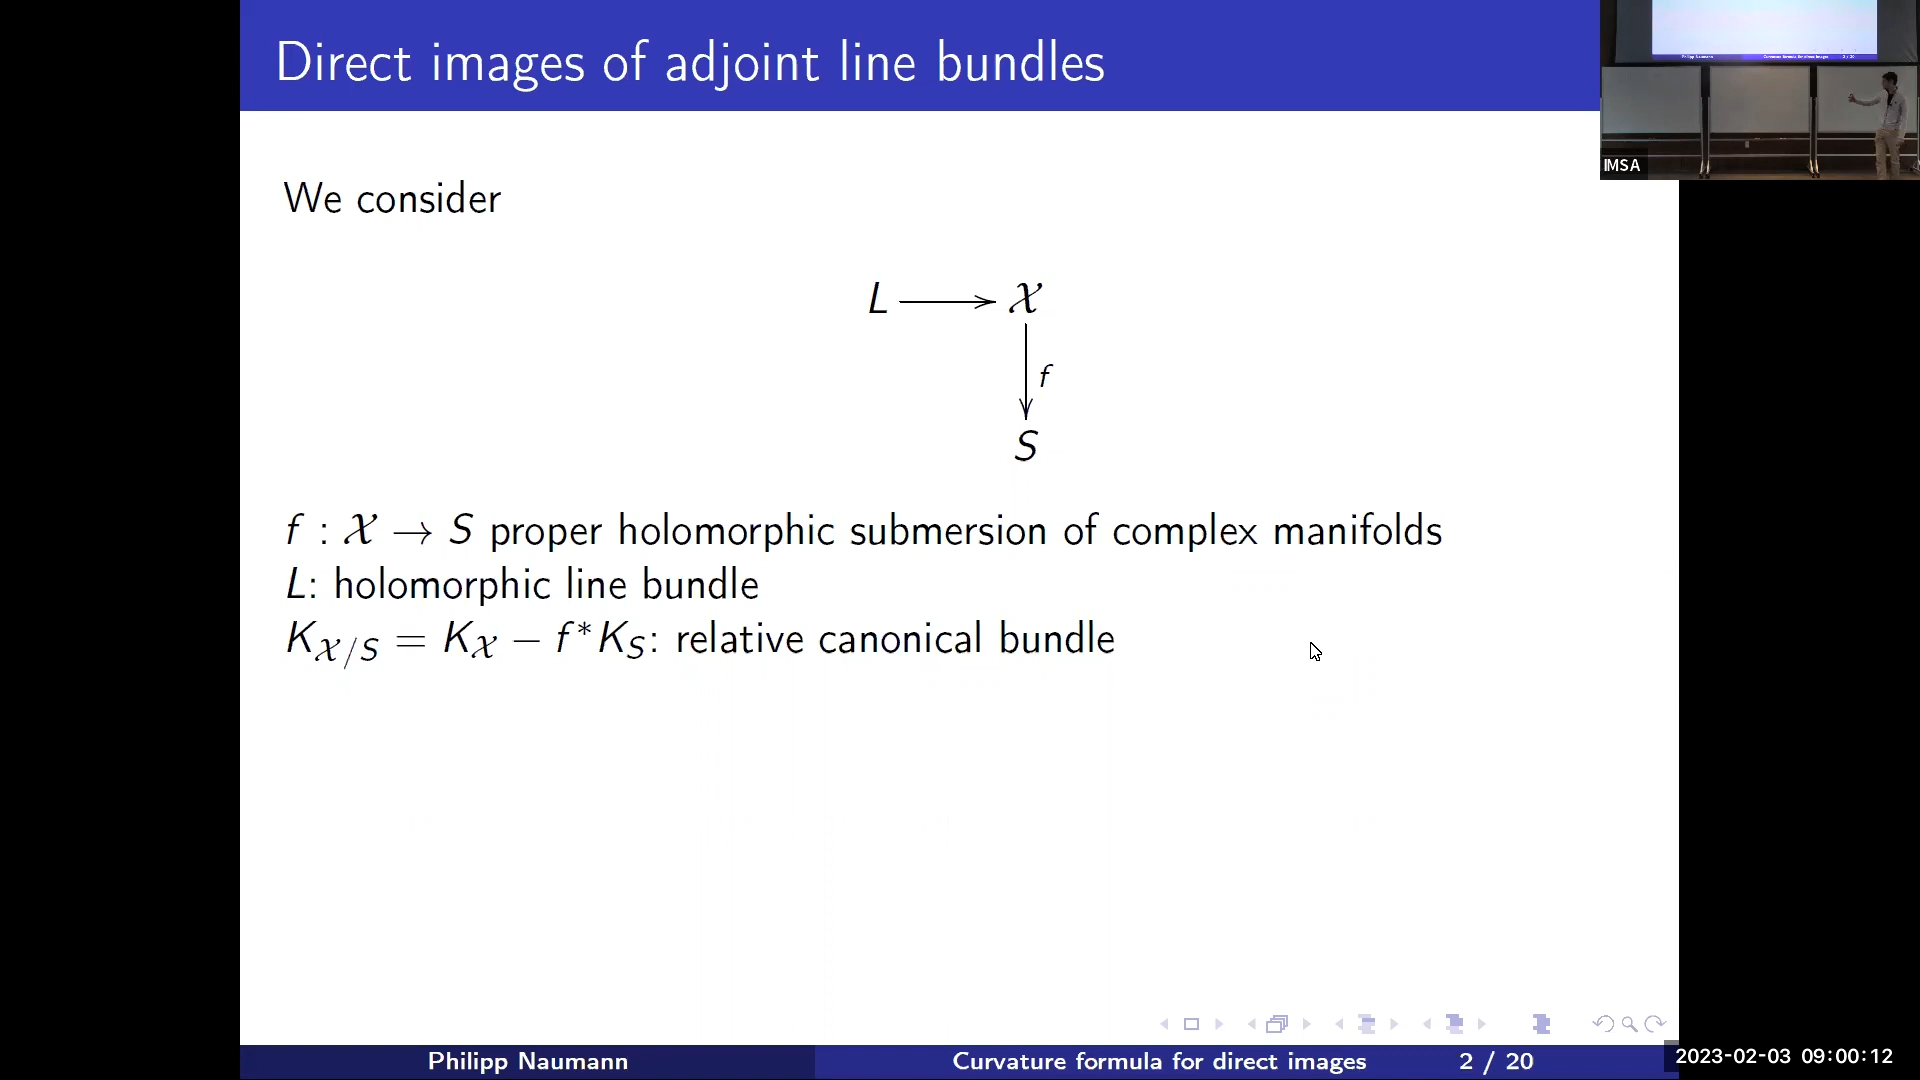 Direct images of adjoint line bundles
IMSA
We consider
L → 𝒳
f
S
f : 𝒳 → S proper holomorphic submersion of complex manifolds
L: holomorphic line bundle
K_{𝒳/S} = K_𝒳 − f*K_S: relative canonical bundle
Philipp Naumann Curvature formula for direct images 2 / 20
2023-02-03 09:00:12